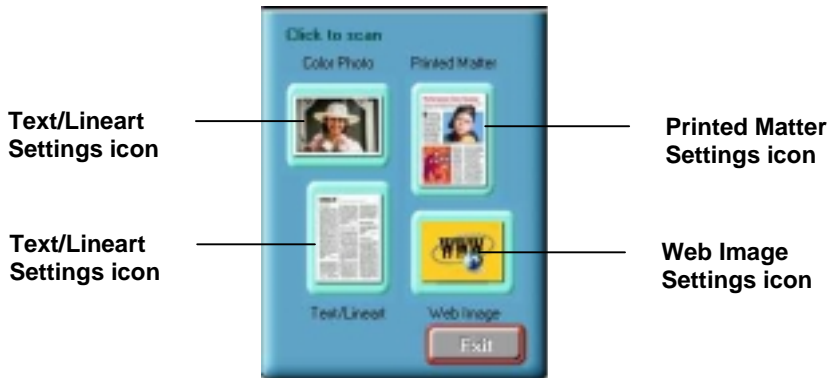 Click to scan
Color Photo
Printed Matter
Text/Lineart
Settings icon
Printed Matter
Settings icon
WWW
Text/Lineart
Settings icon
Web Image
Settings icon
Text/Lineart
Web Image
Exit